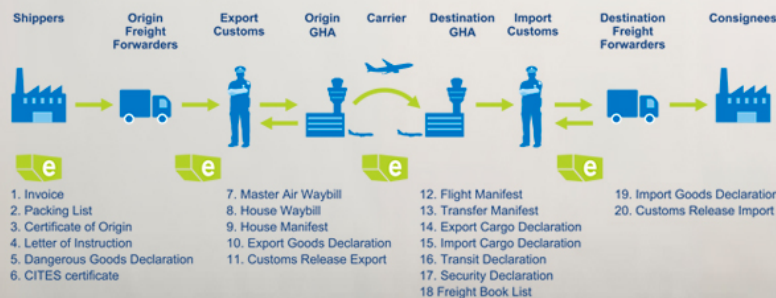 Shippers
Origin
Freight
Forwarders
Export
Customs
Origin
GHA
Carrier
Destination
GHA
Import
Customs
Destination
Freight
Forwarders
Consignees
e
e
e
e
1. Invoice
2. Packing List
3. Certificate of Origin
4. Letter of Instruction
5. Dangerous Goods Declaration
6. CITES certificate
7. Master Air Waybill
8. House Waybill
9. House Manifest
10. Export Goods Declaration
11. Customs Release Export
12. Flight Manifest
13. Transfer Manifest
14. Export Cargo Declaration
15. Import Cargo Declaration
16. Transit Declaration
17. Security Declaration
18 Freight Book List
19. Import Goods Declaration
20. Customs Release Import